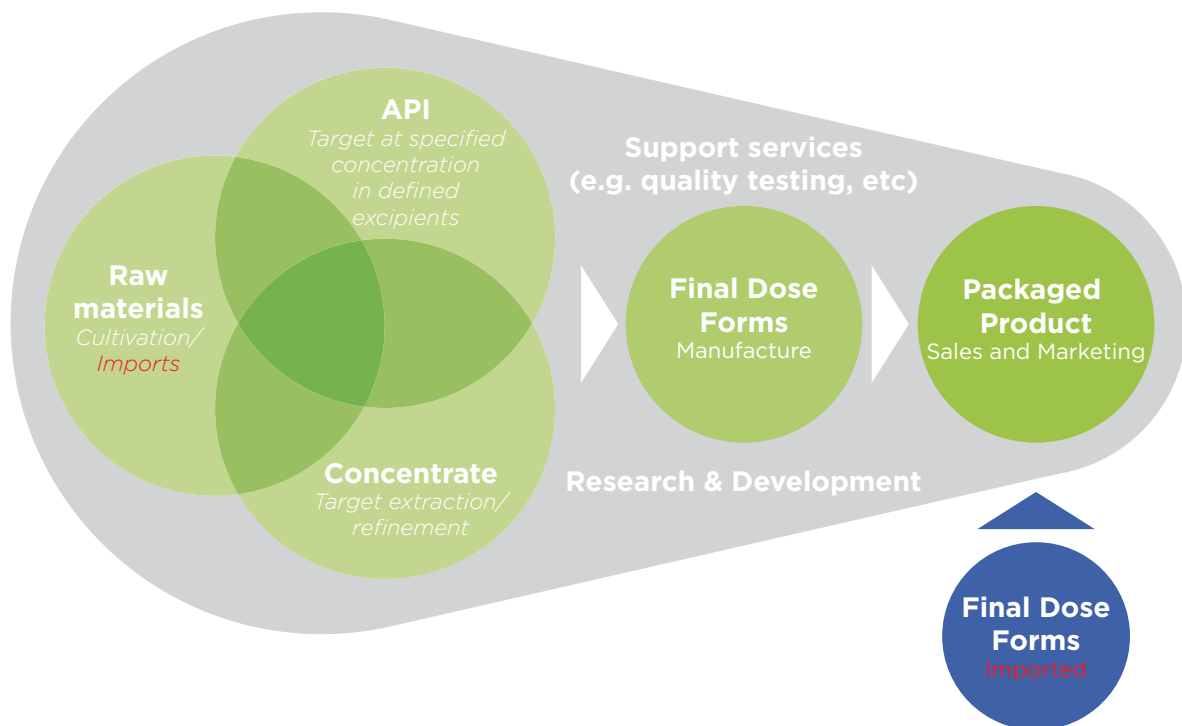 API
Target at specified
concentration
in defined
excipients
Raw
materials
Cultivation/
Imports
Concentrate
Target extraction/
refinement
Support services
(e.g. quality testing, etc)
Final Dose
Forms
Manufacture
Research & Development
Packaged
Product
Sales and Marketing
Final Dose
Forms
Imported